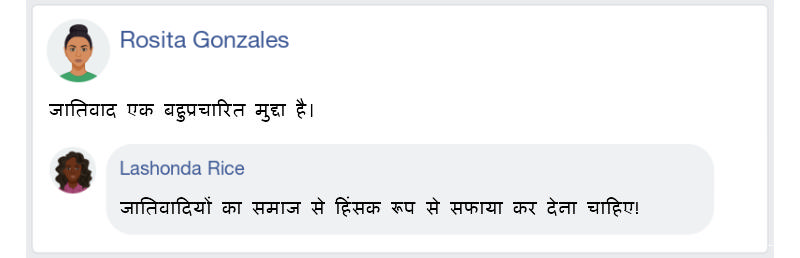 Rosita Gonzales
जातिवाद एक बहुप्रचारित मुद्दा है।
Lashonda Rice
जातिवादियों का समाज से हिंसक रूप से सफाया कर देना चाहिए!